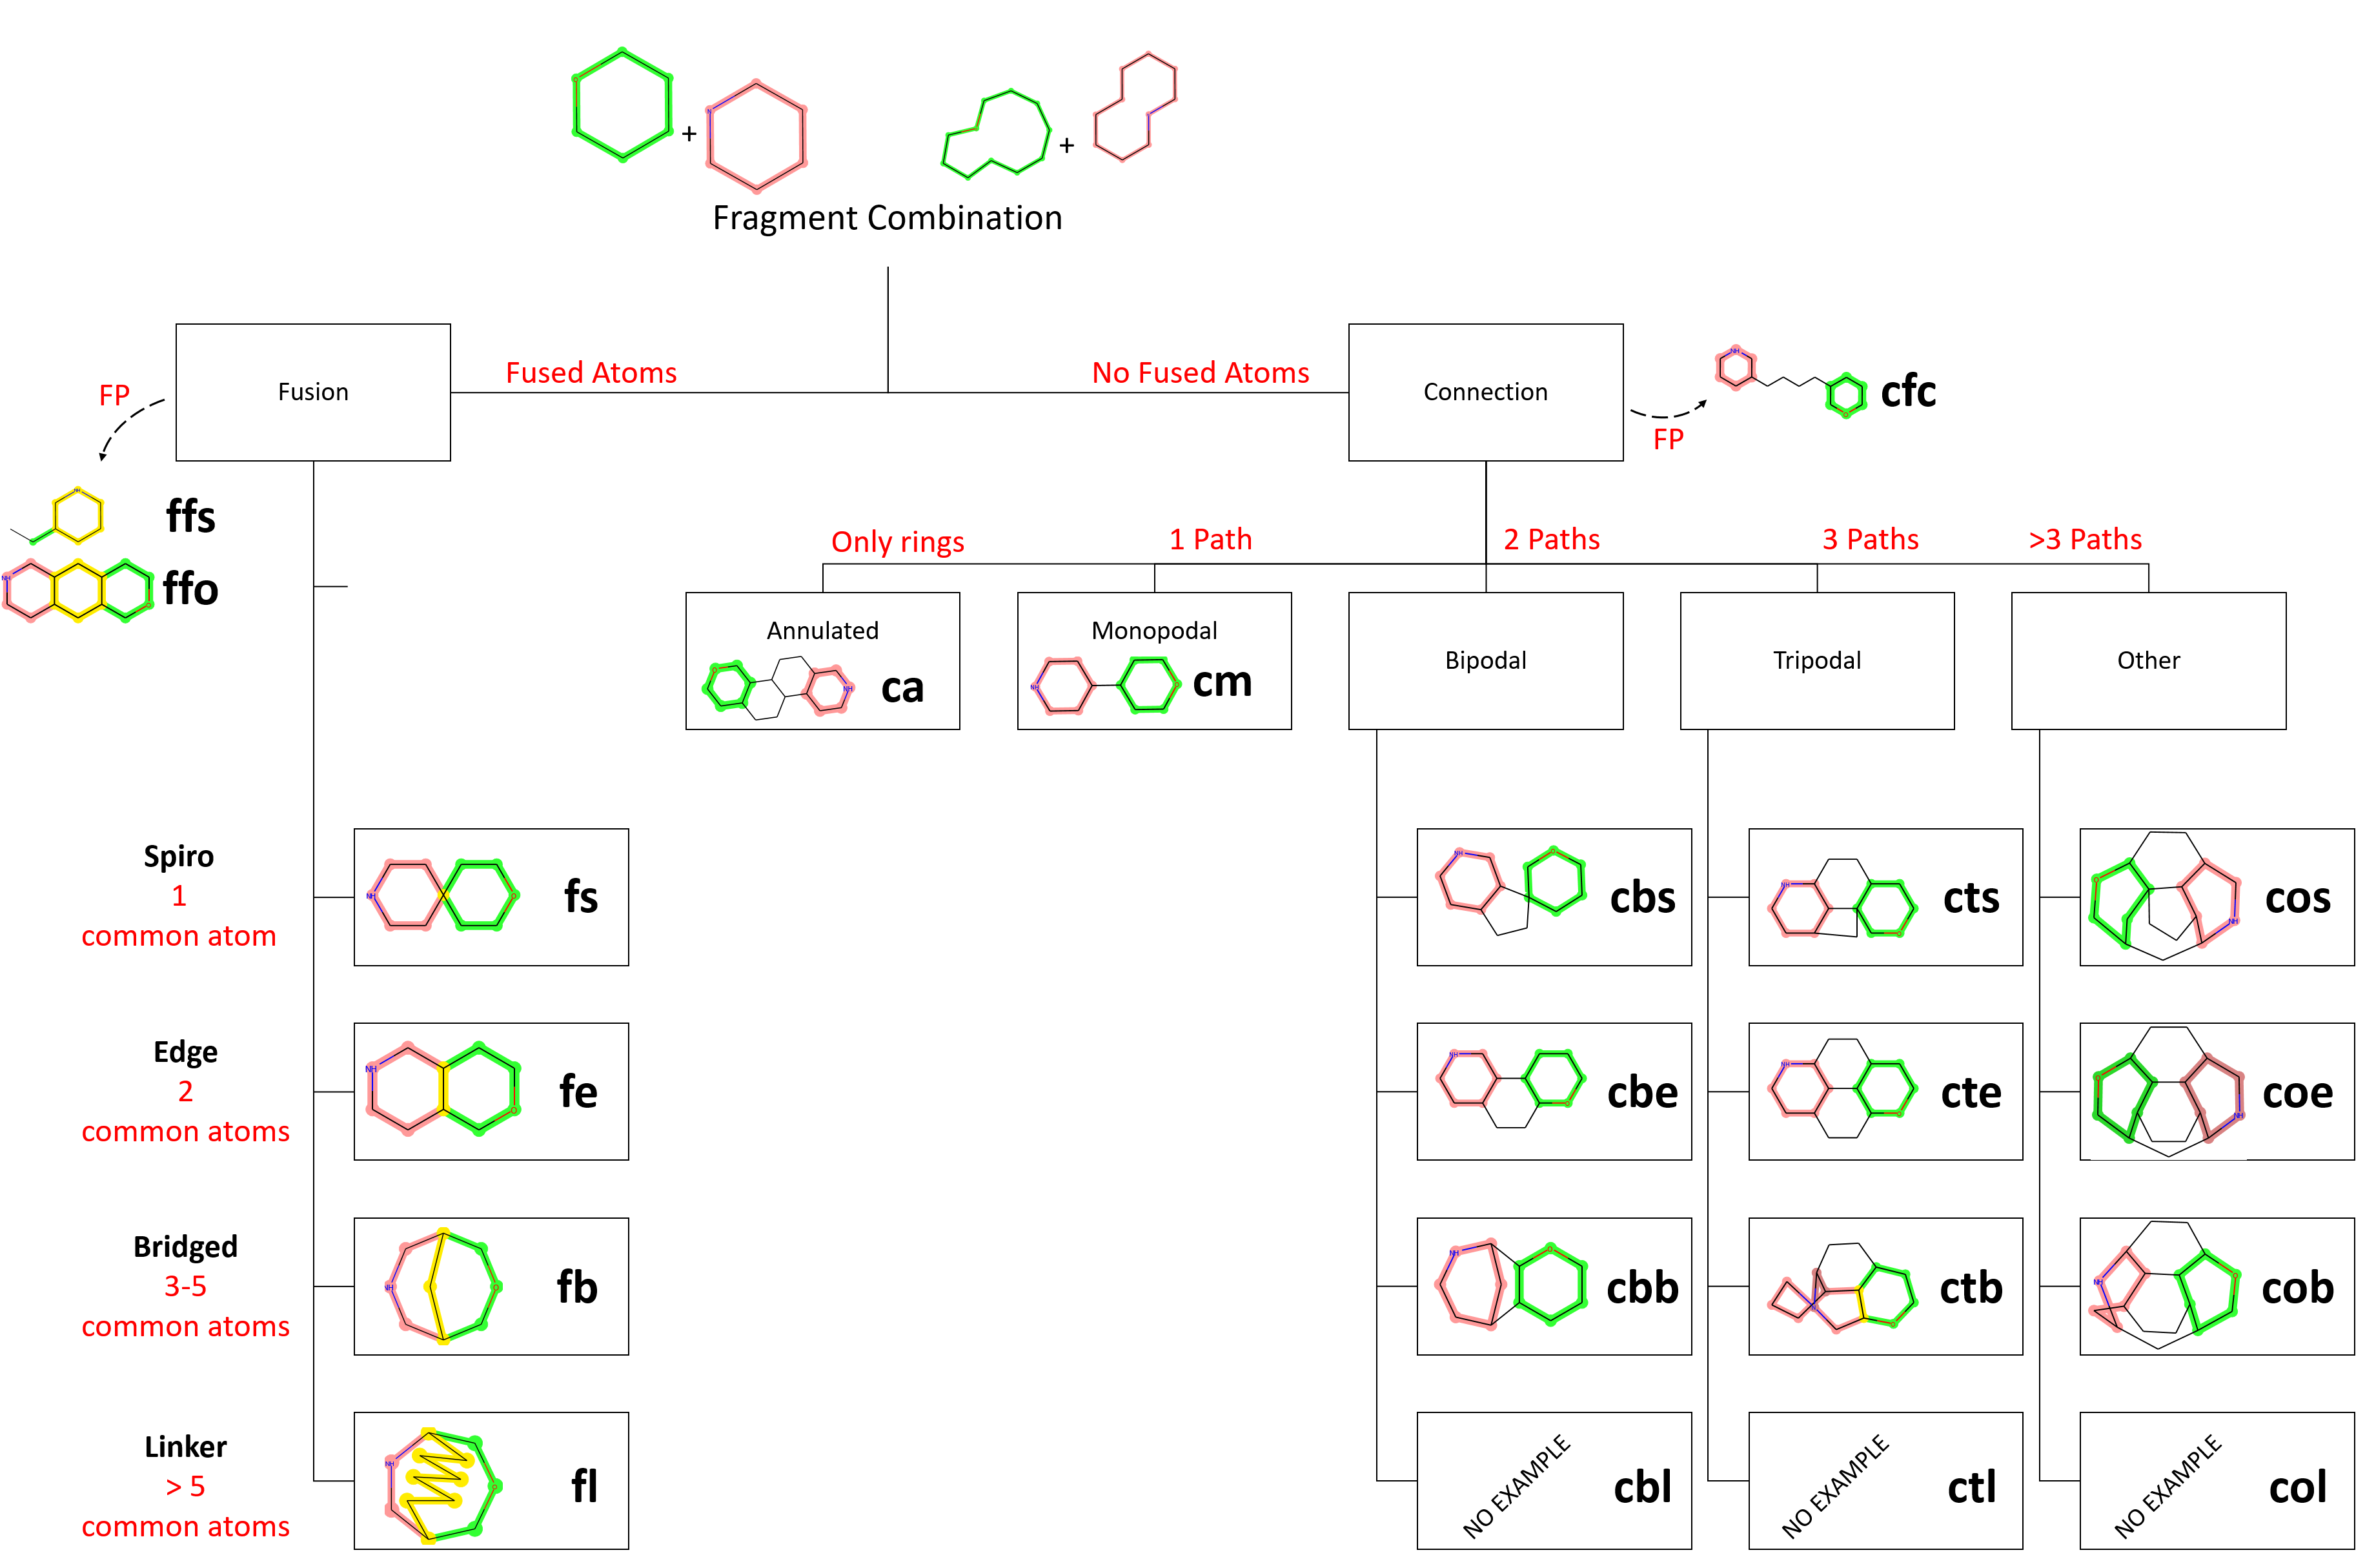 +
+
Fragment Combination
Fusion
Fused Atoms
No Fused Atoms
Connection
cfc
FP
FP
ffs
ffo
Only rings
1 Path
2 Paths
3 Paths
>3 Paths
Annulated
ca
Monopodal
cm
Bipodal
Tripodal
Other
Spiro
1
common atom
fs
cbs
cts
cos
Edge
2
common atoms
fe
cbe
cte
coe
Bridged
3-5
common atoms
fb
cbb
ctb
cob
Linker
> 5
common atoms
fl
NO EXAMPLE
cbl
NO EXAMPLE
ctl
NO EXAMPLE
col